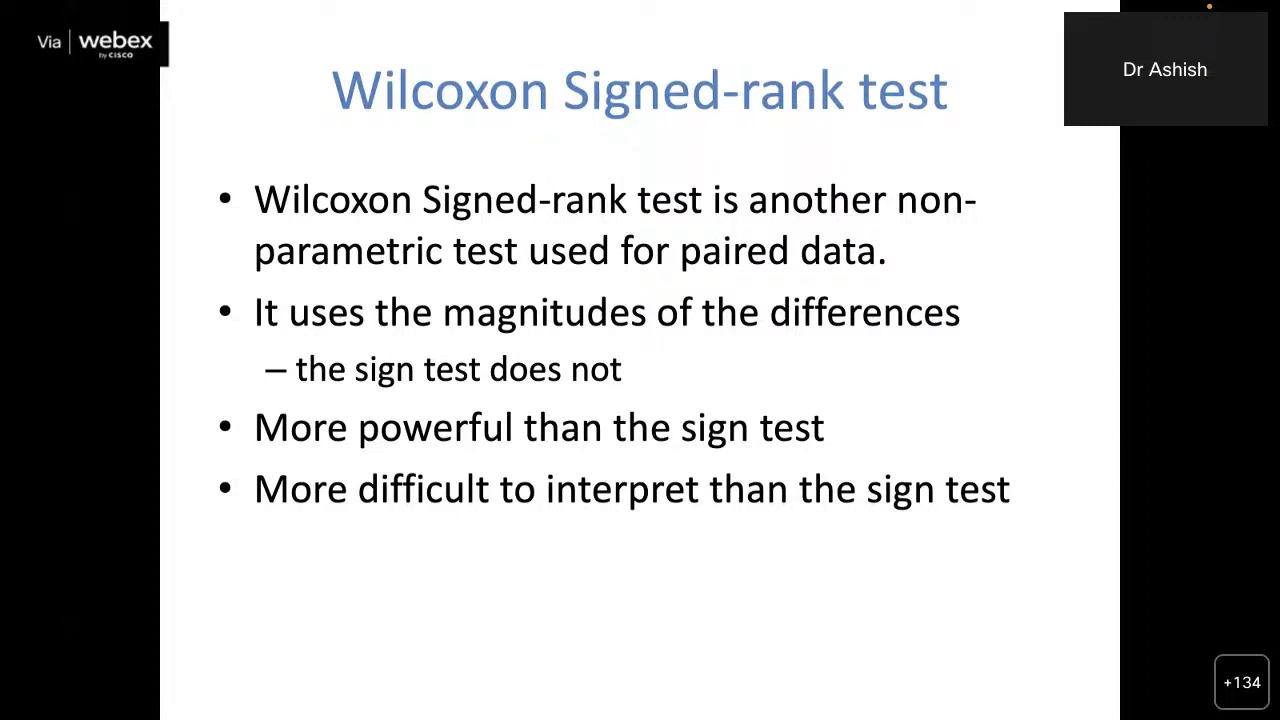 Via | webex
by CISCO
Dr Ashish
Wilcoxon Signed-rank test
• Wilcoxon Signed-rank test is another non-
parametric test used for paired data.
• It uses the magnitudes of the differences
– the sign test does not
• More powerful than the sign test
• More difficult to interpret than the sign test
+134